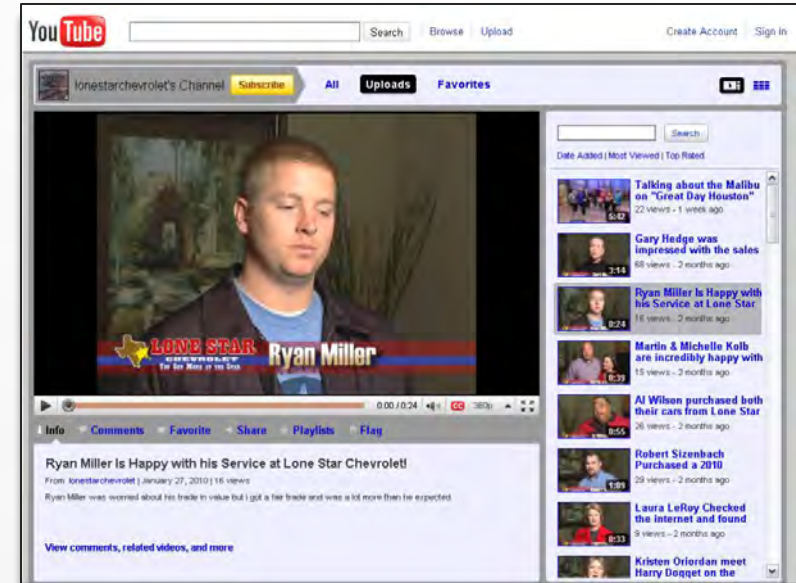 YouTube
Search Browse Upload Create Account Sign In
lonestarchevrolet's Channel Subscribe All Uploads Favorites
Search
Date Added | Most Viewed | Top Rated
Talking about the Malibu
on "Great Day Houston"
22 views - 1 week ago
5:42
Gary Hedge was
impressed with the sales
68 views - 2 months ago
3:14
Ryan Miller Is Happy with
his Service at Lone Star
16 views - 2 months ago
0:24
Martin & Michelle Kolb
are incredibly happy with
15 views - 2 months ago
0:39
Al Wilson purchased both
their cars from Lone Star
26 views - 2 months ago
0:55
Robert Sizenbach
Purchased a 2010
29 views - 2 months ago
1:09
Laura LeRoy Checked
the internet and found
9 views - 2 months ago
0:33
Kristen Oriordan meet
Harry Dogget on the
LONE STAR
CHEVROLET
Ryan Miller
0:00 / 0:24 CC 360p
Info Comments Favorite Share Playlists Flag
Ryan Miller Is Happy with his Service at Lone Star Chevrolet!
From: lonestarchevrolet | January 27, 2010 | 16 views
Ryan Miller was worried about his trade in value but i got a fair trade and was a lot more than he expected.
View comments, related videos, and more